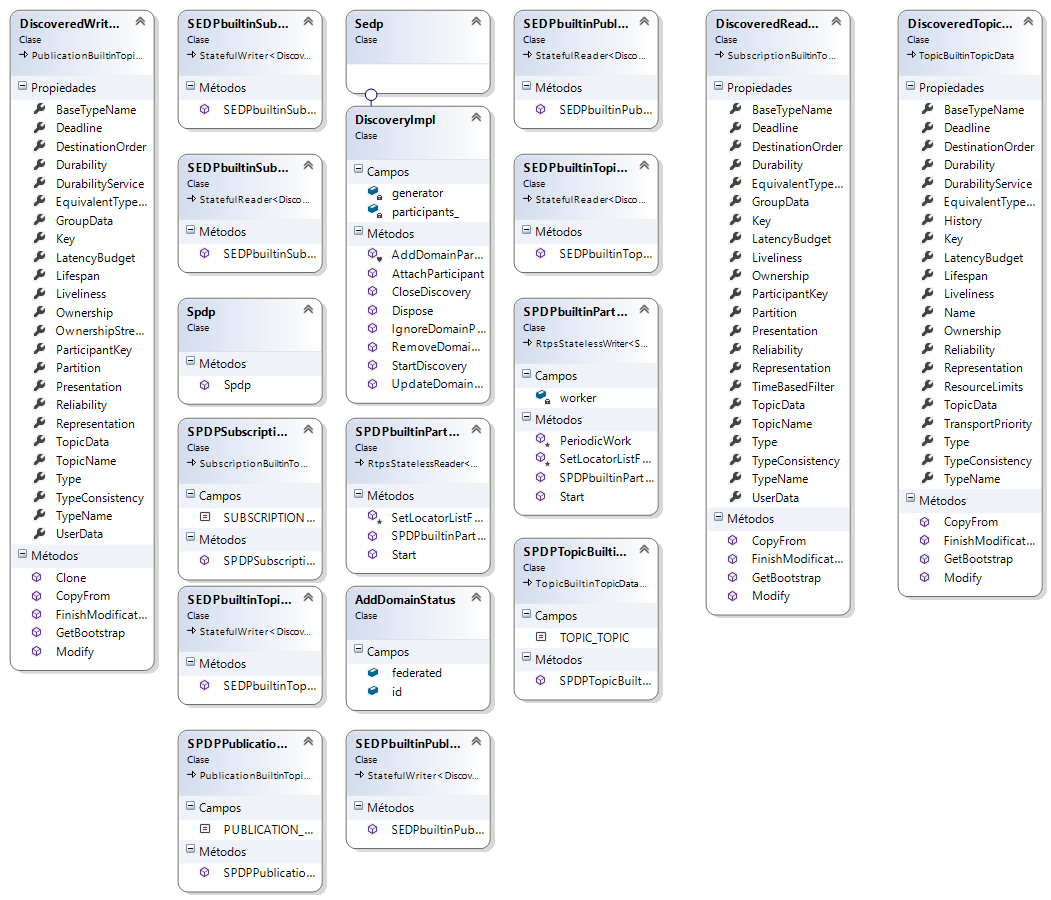 DiscoveredWrit...
Clase
PublicationBuiltinTopi...
Propiedades
BaseTypeName
Deadline
DestinationOrder
Durability
DurabilityService
EquivalentType...
GroupData
Key
LatencyBudget
Lifespan
Liveliness
Ownership
OwnershipStre...
ParticipantKey
Partition
Presentation
Reliability
Representation
TopicData
TopicName
Type
TypeConsistency
TypeName
UserData
Métodos
Clone
CopyFrom
FinishModificat...
GetBootstrap
Modify
SEDPbuiltinSub...
Clase
StatefulWriter<Discov...
Métodos
SEDPbuiltinSub...
SEDPbuiltinSub...
Clase
StatefulReader<Disco...
Métodos
SEDPbuiltinSub...
Spdp
Clase
Métodos
Spdp
SPDPSubscripti...
Clase
SubscriptionBuiltinTo...
Campos
SUBSCRIPTION ...
Métodos
SPDPSubscripti...
SEDPbuiltinTopi...
Clase
StatefulWriter<Discov...
Métodos
SEDPbuiltinTop...
SPDPPublicatio...
Clase
PublicationBuiltinTopi...
Campos
PUBLICATION_...
Métodos
SPDPPublicatio...
Sedp
Clase
DiscoveryImpl
Clase
Campos
generator
participants_
Métodos
AddDomainPar...
AttachParticipant
CloseDiscovery
Dispose
IgnoreDomainP...
RemoveDomai...
StartDiscovery
UpdateDomain...
SPDPbuiltinPart...
Clase
RtpsStatelessReader<...
Métodos
SetLocatorListF...
SPDPbuiltinPart...
Start
AddDomainStatus
Clase
Campos
federated
id
SEDPbuiltinPubl...
Clase
StatefulWriter<Discov...
Métodos
SEDPbuiltinPub...
SEDPbuiltinPubl...
Clase
StatefulReader<Disco...
Métodos
SEDPbuiltinPub...
SEDPbuiltinTopi...
Clase
StatefulReader<Disco...
Métodos
SEDPbuiltinTop...
SPDPbuiltinPart...
Clase
RtpsStatelessWriter<S...
Campos
worker
Métodos
PeriodicWork
SetLocatorListF...
SPDPbuiltinPart...
Start
SPDPTopicBuilti...
Clase
TopicBuiltinTopicData...
Campos
TOPIC_TOPIC
Métodos
SPDPTopicBuilt...
DiscoveredRead...
Clase
SubscriptionBuiltinTo...
Propiedades
BaseTypeName
Deadline
DestinationOrder
Durability
EquivalentType...
GroupData
Key
LatencyBudget
Liveliness
Ownership
ParticipantKey
Partition
Presentation
Reliability
Representation
TimeBasedFilter
TopicData
TopicName
Type
TypeConsistency
TypeName
UserData
Métodos
CopyFrom
FinishModificat...
GetBootstrap
Modify
DiscoveredTopic...
Clase
TopicBuiltinTopicData
Propiedades
BaseTypeName
Deadline
DestinationOrder
Durability
DurabilityService
EquivalentType...
History
Key
LatencyBudget
Lifespan
Liveliness
Name
Ownership
Reliability
Representation
ResourceLimits
TopicData
TransportPriority
Type
TypeConsistency
TypeName
Métodos
CopyFrom
FinishModificat...
GetBootstrap
Modify